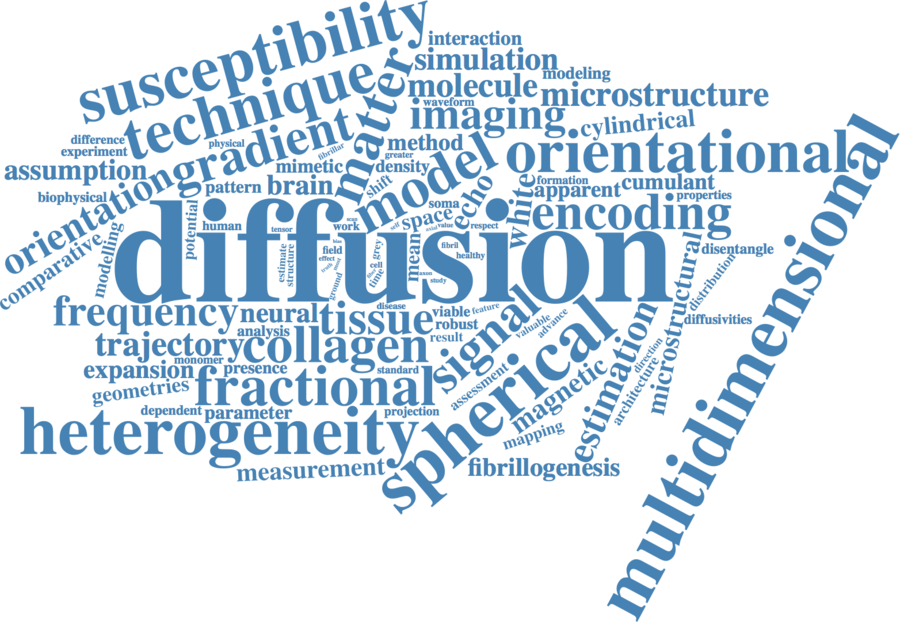 susceptibility
interaction
simulation
technique
matter
modeling
molecule
microstructure
waveform
imaging
cylindrical
difference
experiment
physical
gradient
fibrillar
method
greater
orientational
assumption
mimetic
density
model
biophysical
orientation
pattern
brain
shift
echo
white
formation
apparent
cumulant
properties
soma
space
encoding
comparative
modelling
potential
human
tensor
work
self
value
exist
respect
diffusion
estimate
structure
field
effect
truth
ground
grey
cell
fiber
time
mean
fibril
healthy
study
disentangle
distribution
microstructural
multidimensional
frequency
neural
tissue
disease
viable
feature
robust
signal
valuable
advance
diffusivities
analysis
result
trajectory
collagen
monomer
expansion
presence
standard
spherical
estimation
direction
architecture
geometries
fractional
assessment
magnetic
dependent
parameter
projection
heterogeneity
mapping
measurement
fibrillogenesis